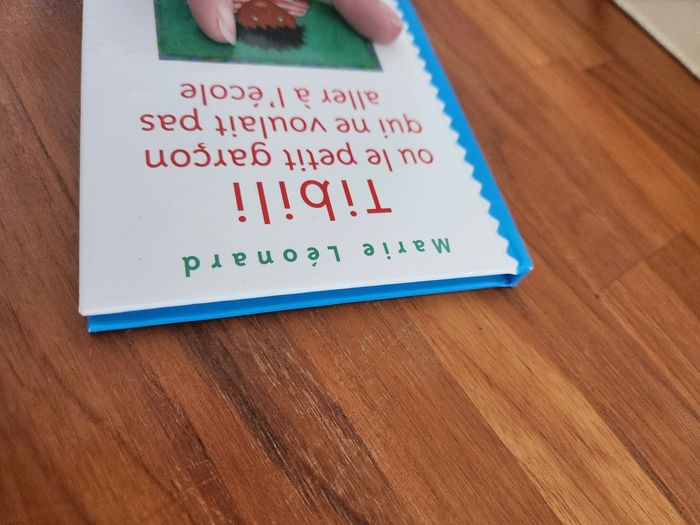 Marie Léonard
Tibili
ou le petit garçon
qui ne voulait pas
aller à l'école